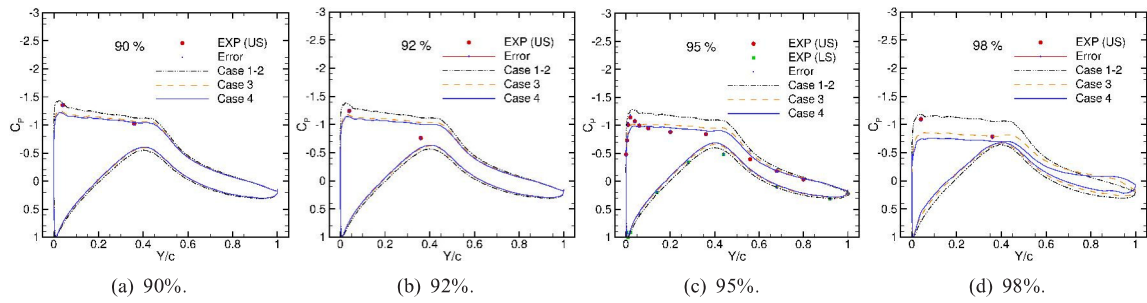 -3
-2.5
-2
-1.5
-1
-0.5
0
0.5
1
Cp
90 %
EXP (US)
Error
Case 1-2
Case 3
Case 4
0 0.2 0.4 0.6 0.8 1
Y/c
(a) 90%.
-3
-2.5
-2
-1.5
-1
-0.5
0
0.5
1
Cp
92 %
EXP (US)
Error
Case 1-2
Case 3
Case 4
0 0.2 0.4 0.6 0.8 1
Y/c
(b) 92%.
-3
-2.5
-2
-1.5
-1
-0.5
0
0.5
1
Cp
95 %
EXP (US)
EXP (LS)
Error
Case 1-2
Case 3
Case 4
0 0.2 0.4 0.6 0.8 1
Y/c
(c) 95%.
-3
-2.5
-2
-1.5
-1
-0.5
0
0.5
1
Cp
98 %
EXP (US)
Error
Case 1-2
Case 3
Case 4
0 0.2 0.4 0.6 0.8 1
Y/c
(d) 98%.